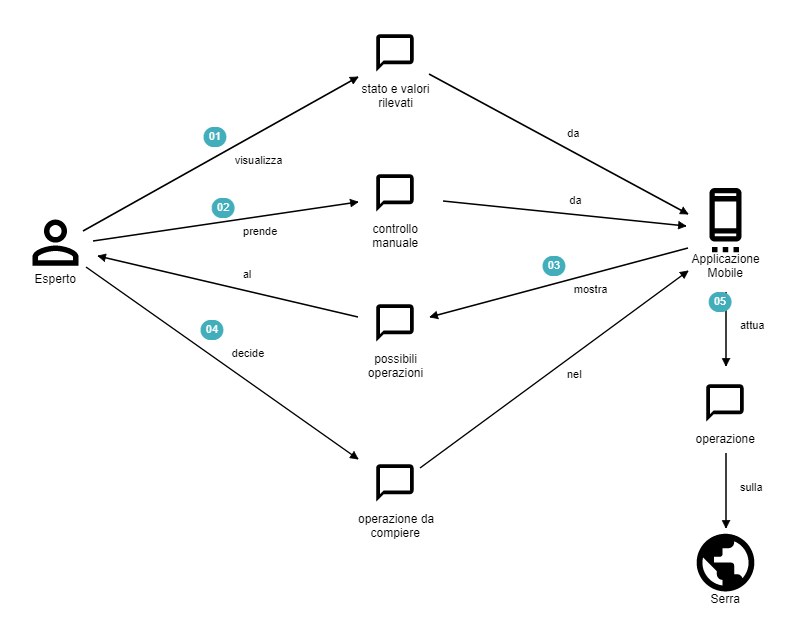 stato e valori
rilevati
01
visualizza
da
02
prende
controllo
manuale
da
Esperto
Applicazione
Mobile
al
03
mostra
05
attua
04
decide
possibili
operazioni
nel
operazione
sulla
operazione da
compiere
Serra